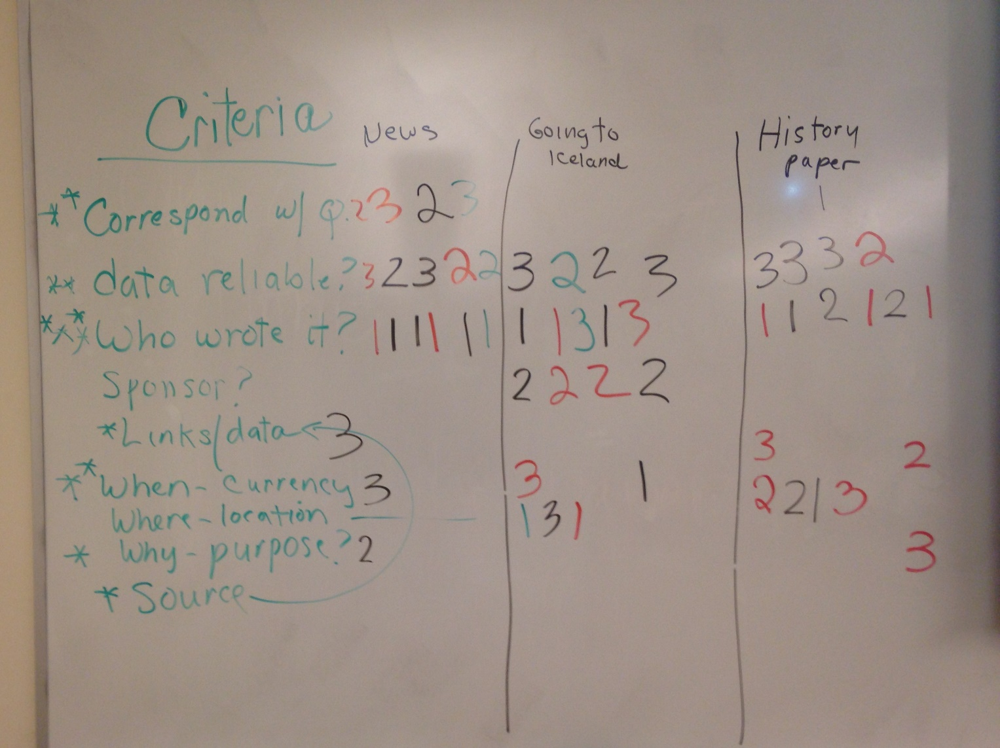 Criteria News Going to History
Iceland paper
** Correspond w/ Q. 2 3 2 3 1
** data reliable? 3 2 3 2 2 3 2 2 3 3 3 3 2
**** Who wrote it? 1 1 1 1 1 1 1 1 3 1 3 1 1 2 1 2 1
Sponsor? 2 2 2 2
* Links/data 3 3 2
** When - currency 3 3 1 2 2 1 3
Where - location 1 3 1
* Why - purpose? 2 3
* Source